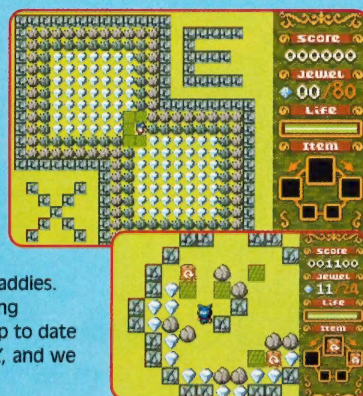 Score
000000
Jewel
00/80
Life
Item
Score
001100
Jewel
11/24
Life
Item
addies.
ng
p to date
, and we